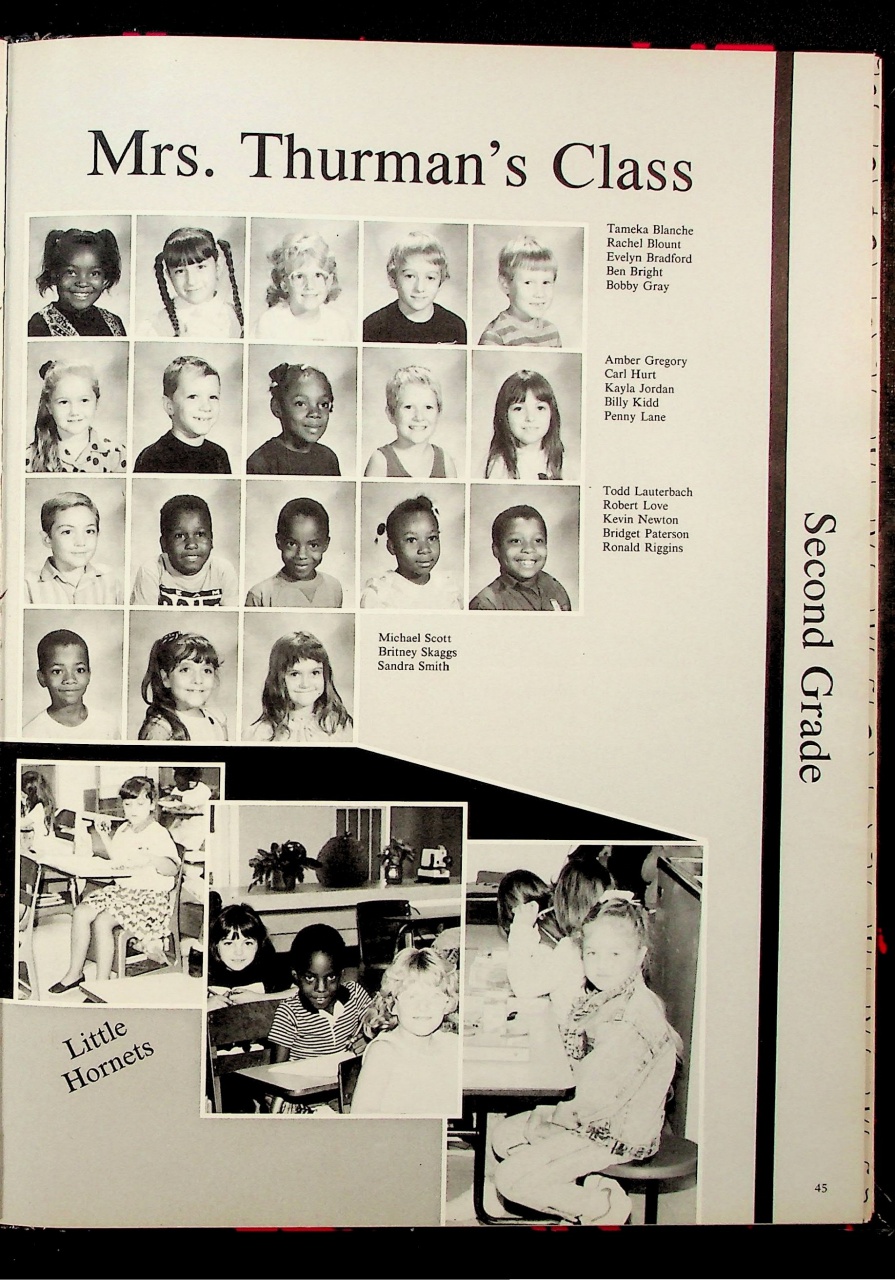 Mrs. Thurman's Class
Tameka Blanche
Rachel Blount
Evelyn Bradford
Ben Bright
Bobby Gray
Amber Gregory
Carl Hurt
Kayla Jordan
Billy Kidd
Penny Lane
Todd Lauterbach
Robert Love
Kevin Newton
Bridget Paterson
Ronald Riggins
Michael Scott
Britney Skaggs
Sandra Smith
Second Grade
Little
Hornets
45